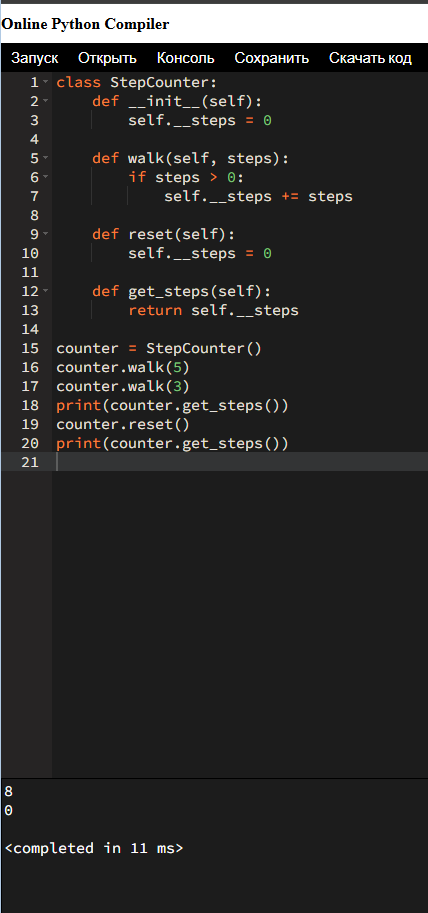 Online Python Compiler
Запуск Открыть Консоль Сохранить Скачать код
1 class StepCounter:
2     def __init__(self):
3         self.__steps = 0
4
5     def walk(self, steps):
6         if steps > 0:
7             self.__steps += steps
8
9     def reset(self):
10         self.__steps = 0
11
12     def get_steps(self):
13         return self.__steps
14
15 counter = StepCounter()
16 counter.walk(5)
17 counter.walk(3)
18 print(counter.get_steps())
19 counter.reset()
20 print(counter.get_steps())
21
8
0
<completed in 11 ms>